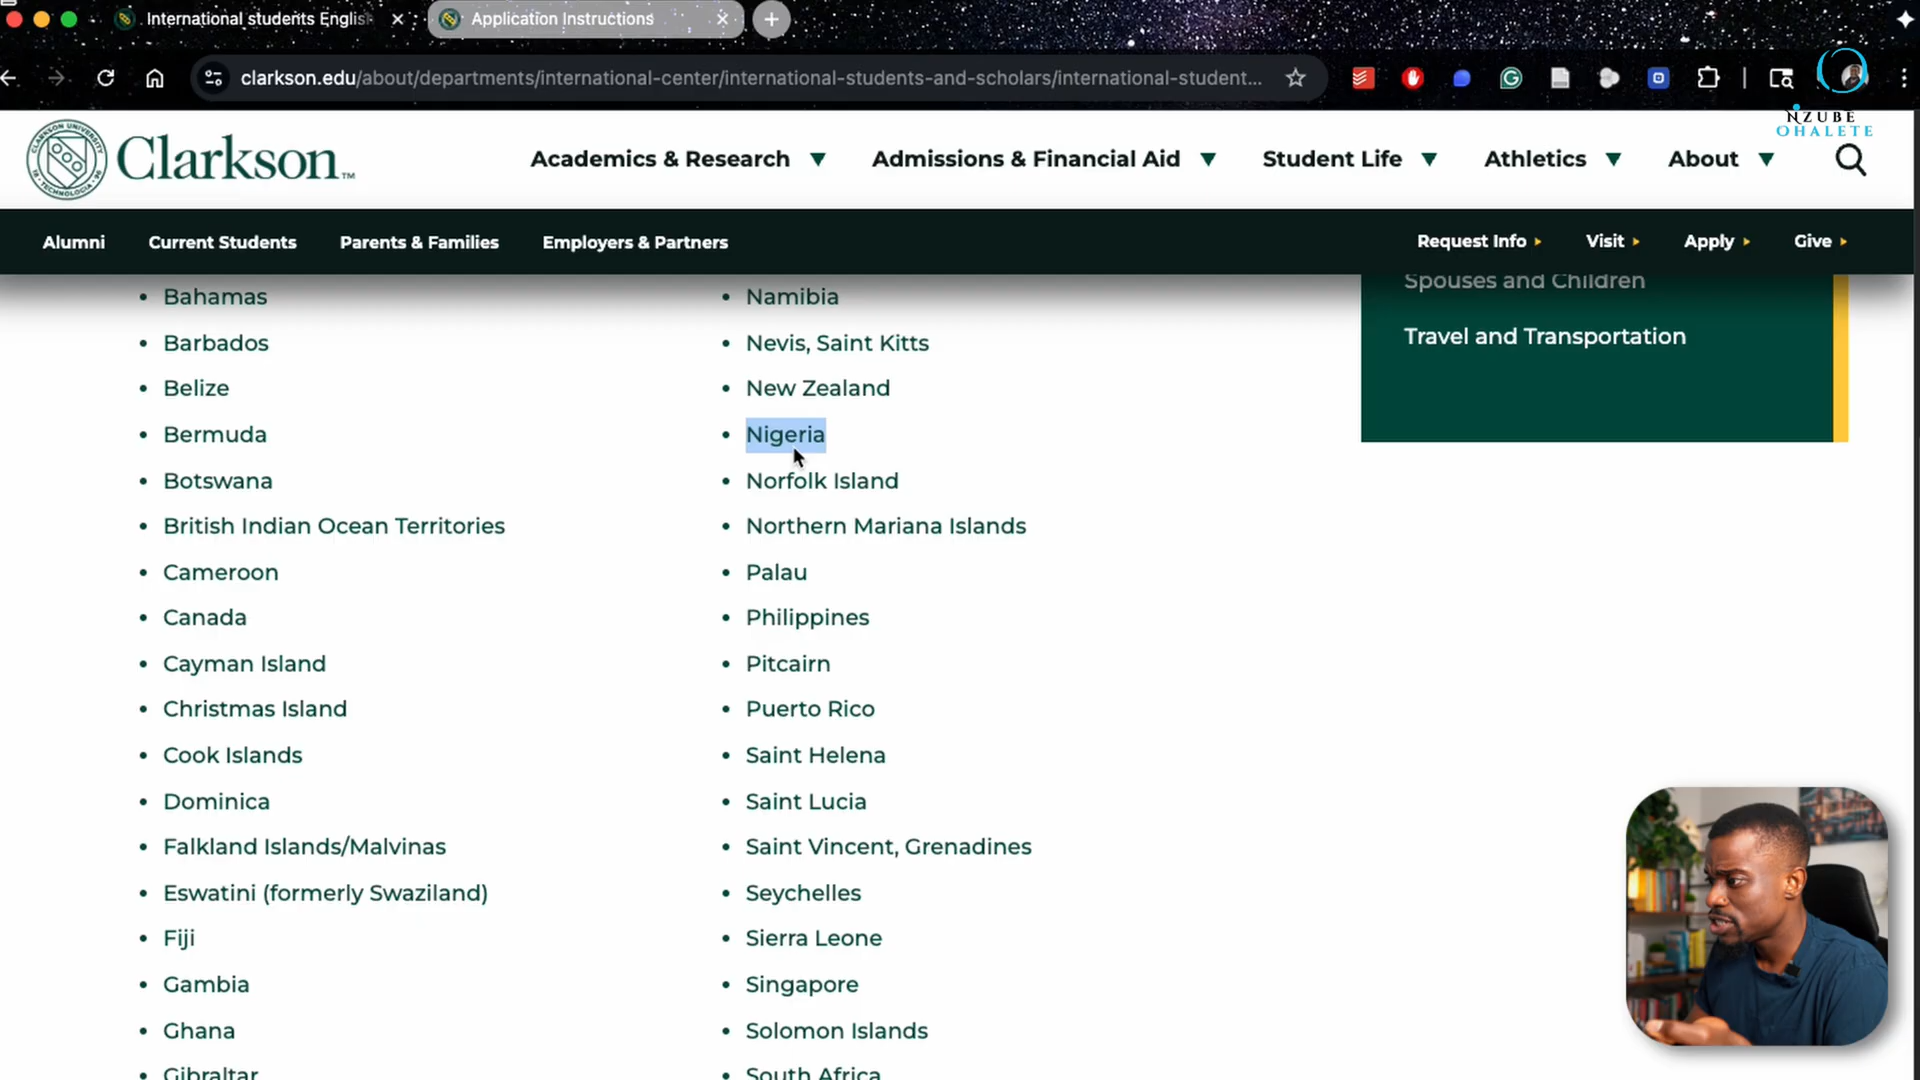 International students Englis
Application Instructions
clarkson.edu/about/departments/international-center/international-students-and-scholars/international-student...
NZUBE
OHALETE
Clarkson™
Academics & Research
Admissions & Financial Aid
Student Life
Athletics
About
Alumni
Current Students
Parents & Families
Employers & Partners
Request Info
Visit
Apply
Give
Bahamas
Barbados
Belize
Bermuda
Botswana
British Indian Ocean Territories
Cameroon
Canada
Cayman Island
Christmas Island
Cook Islands
Dominica
Falkland Islands/Malvinas
Eswatini (formerly Swaziland)
Fiji
Gambia
Ghana
Gibraltar
Namibia
Nevis, Saint Kitts
New Zealand
Nigeria
Norfolk Island
Northern Mariana Islands
Palau
Philippines
Pitcairn
Puerto Rico
Saint Helena
Saint Lucia
Saint Vincent, Grenadines
Seychelles
Sierra Leone
Singapore
Solomon Islands
South Africa
Spouses and Children
Travel and Transportation